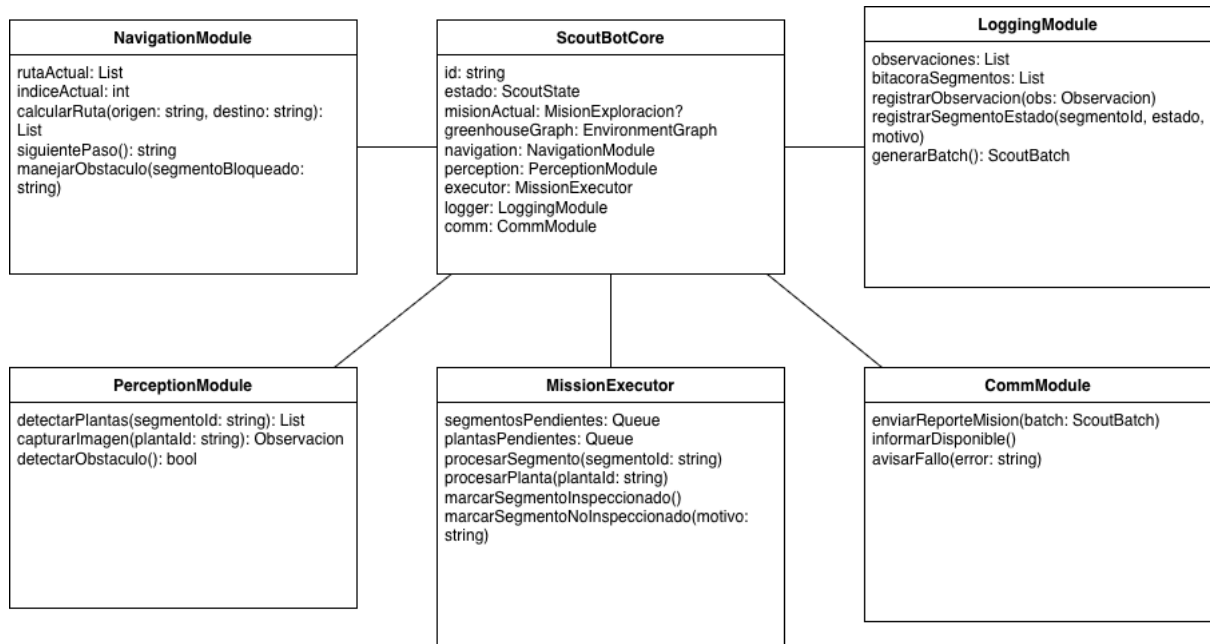 NavigationModule
rutaActual: List
indiceActual: int
calcularRuta(origen: string, destino: string):
List
siguientePaso(): string
manejarObstaculo(segmentoBloqueado:
string)
ScoutBotCore
id: string
estado: ScoutState
misionActual: MisionExploracion?
greenhouseGraph: EnvironmentGraph
navigation: NavigationModule
perception: PerceptionModule
executor: MissionExecutor
logger: LoggingModule
comm: CommModule
LoggingModule
observaciones: List
bitacoraSegmentos: List
registrarObservacion(obs: Observacion)
registrarSegmentoEstado(segmentoId, estado,
motivo)
generarBatch(): ScoutBatch
PerceptionModule
detectarPlantas(segmentoId: string): List
capturarImagen(plantaId: string): Observacion
detectarObstaculo(): bool
MissionExecutor
segmentosPendientes: Queue
plantasPendientes: Queue
procesarSegmento(segmentoId: string)
procesarPlanta(plantaId: string)
marcarSegmentoInspeccionado()
marcarSegmentoNoInspeccionado(motivo:
string)
CommModule
enviarReporteMision(batch: ScoutBatch)
informarDisponible()
avisarFallo(error: string)